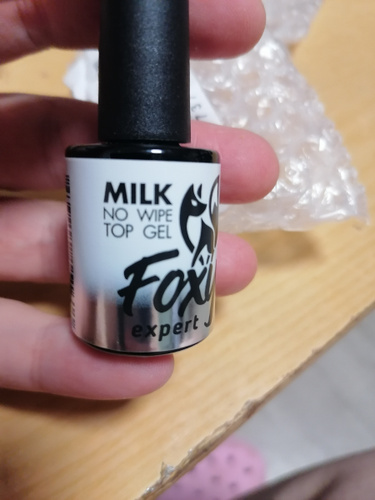 MILK
NO WIPE
TOP GEL
expert